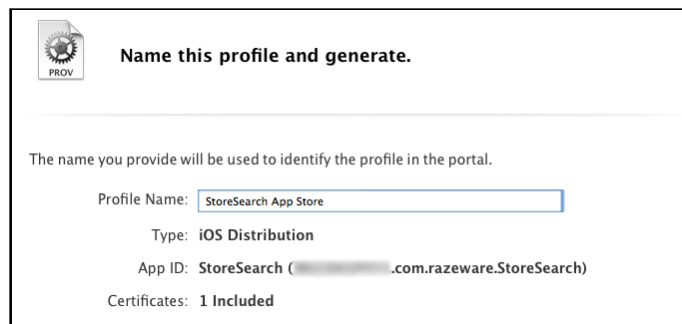 PROV
Name this profile and generate.
The name you provide will be used to identify the profile in the portal.
Profile Name: StoreSearch App Store
Type: iOS Distribution
App ID: StoreSearch ( .com.razeware.StoreSearch)
Certificates: 1 Included